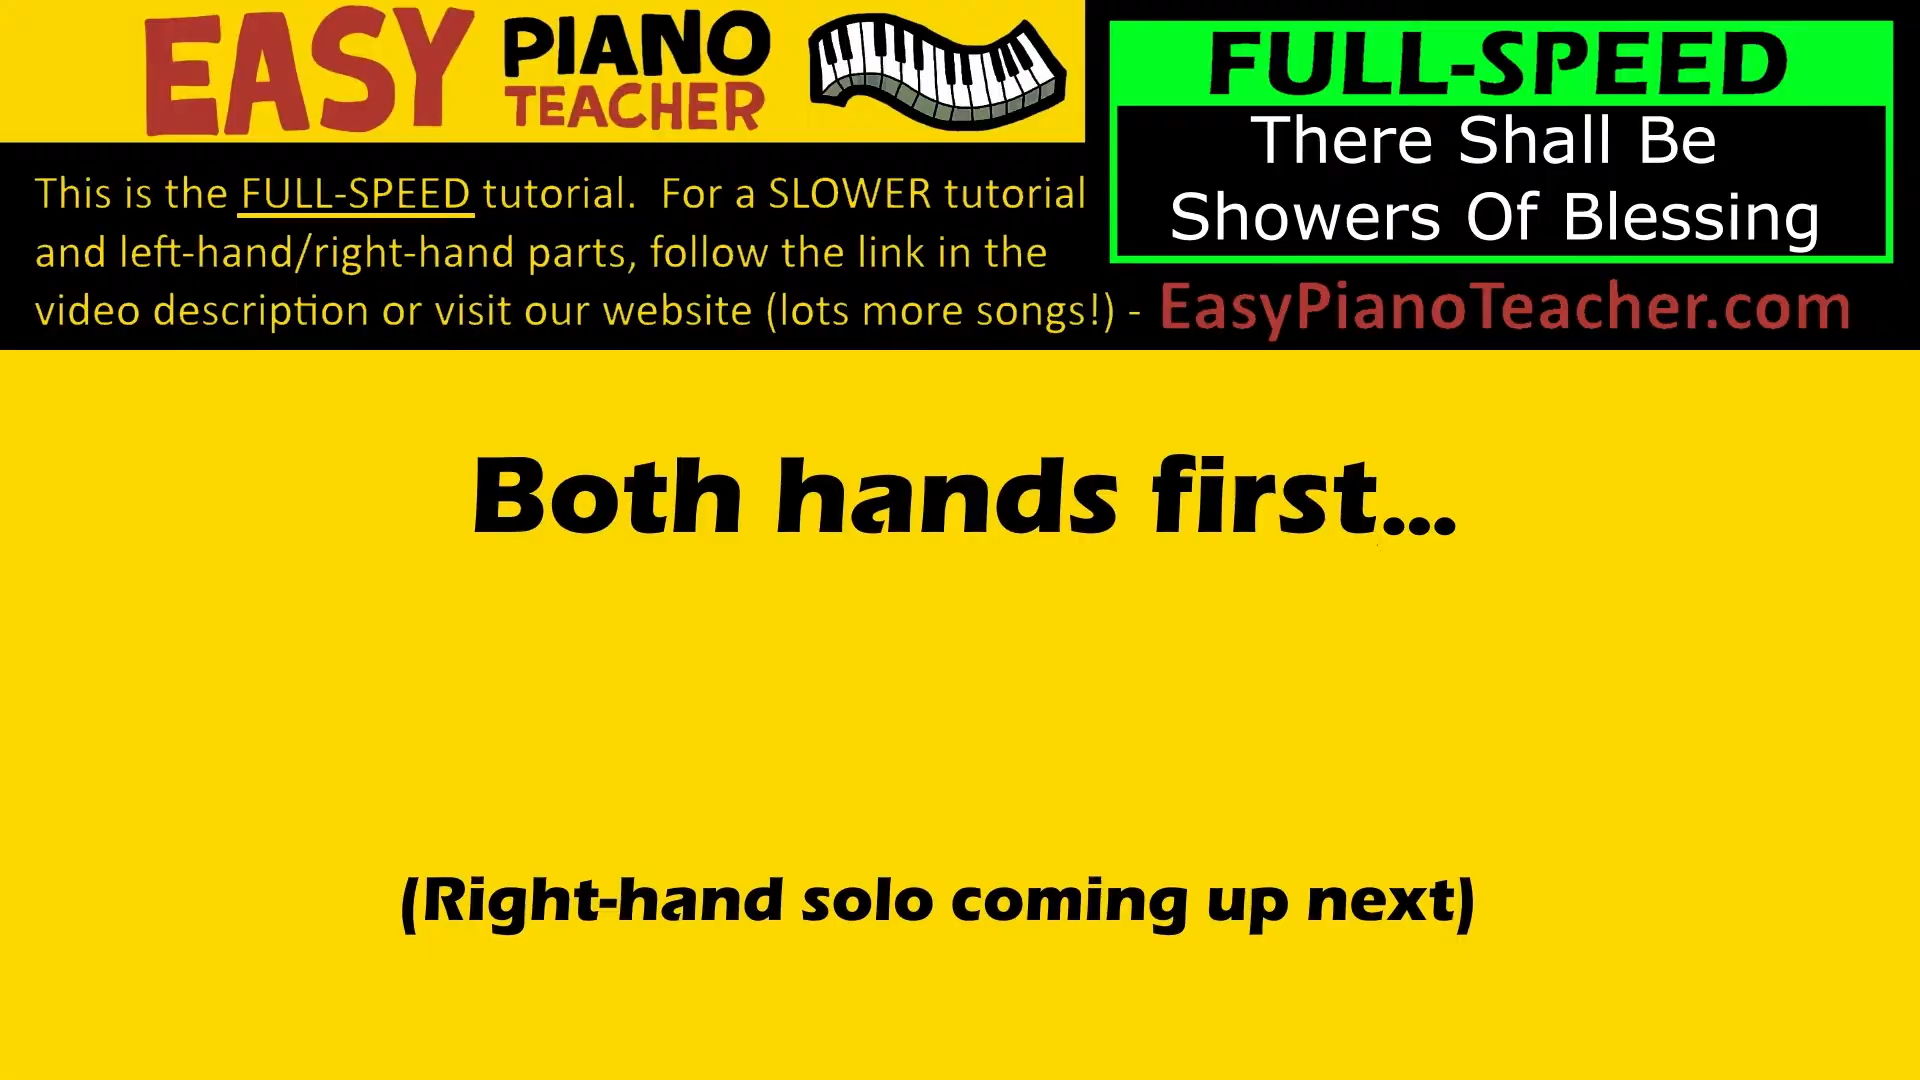 EASY PIANO TEACHER
FULL-SPEED
There Shall Be
Showers Of Blessing
This is the FULL-SPEED tutorial. For a SLOWER tutorial
and left-hand/right-hand parts, follow the link in the
video description or visit our website (lots more songs!) - EasyPianoTeacher.com
Both hands first...
(Right-hand solo coming up next)